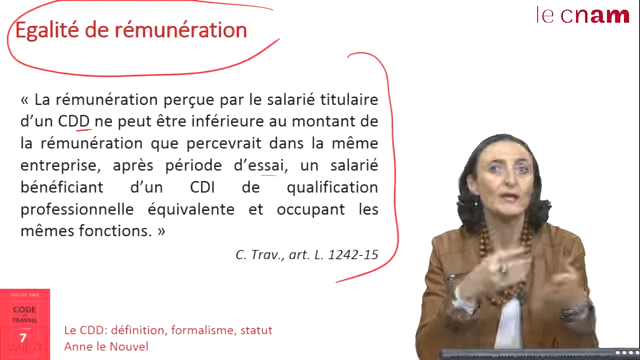 le cnam
Egalité de rémunération
« La rémunération perçue par le salarié titulaire
d'un CDD ne peut être inférieure au montant de
la rémunération que percevrait dans la même
entreprise, après période d'essai, un salarié
bénéficiant d'un CDI de qualification
professionnelle équivalente et occupant les
mêmes fonctions. »
C. Trav., art. L. 1242-15
CODE
TRAVAIL
7
Le CDD: définition, formalisme, statut
Anne le Nouvel